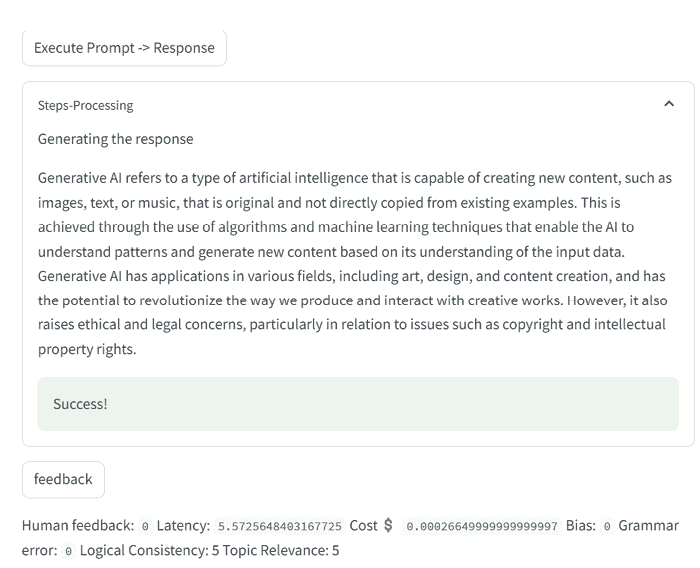 Execute Prompt -> Response
Steps-Processing
Generating the response
Generative AI refers to a type of artificial intelligence that is capable of creating new content, such as
images, text, or music, that is original and not directly copied from existing examples. This is
achieved through the use of algorithms and machine learning techniques that enable the AI to
understand patterns and generate new content based on its understanding of the input data.
Generative AI has applications in various fields, including art, design, and content creation, and has
the potential to revolutionize the way we produce and interact with creative works. However, it also
raises ethical and legal concerns, particularly in relation to issues such as copyright and intellectual
property rights.
Success!
feedback
Human feedback: 0 Latency: 5.5725648403167725 Cost $ 0.00026649999999999997 Bias: 0 Grammar
error: 0 Logical Consistency: 5 Topic Relevance: 5